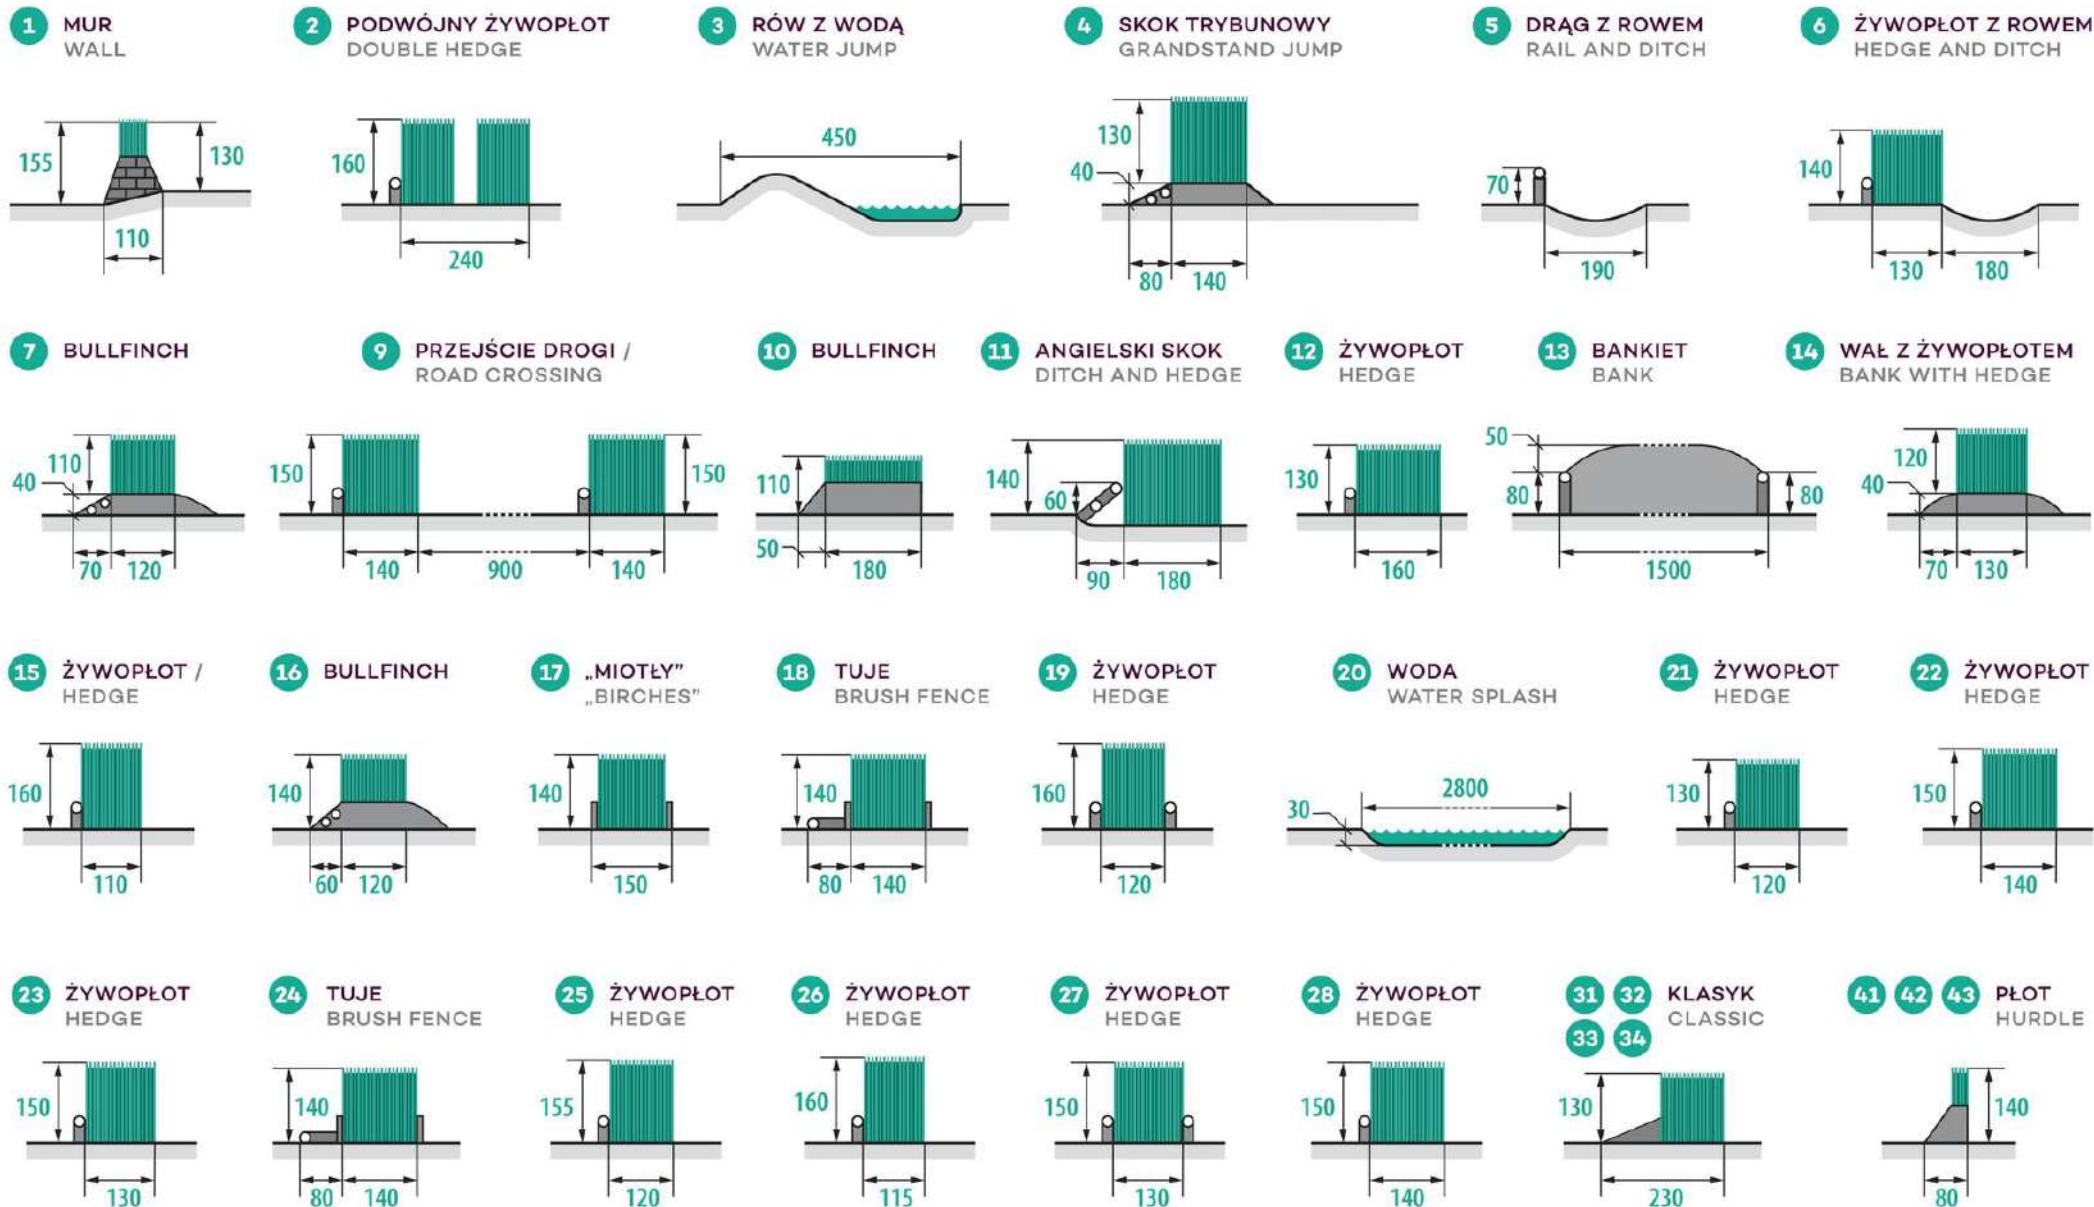 1 MUR
WALL
155
130
110
2 PODWÓJNY ŻYWOPŁOT
DOUBLE HEDGE
160
240
3 RÓW Z WODĄ
WATER JUMP
450
4 SKOK TRYBUNOWY
GRANDSTAND JUMP
130
40
80 140
5 DRĄG Z ROWEM
RAIL AND DITCH
70
190
6 ŻYWOPŁOT Z ROWEM
HEDGE AND DITCH
140
130 180
7 BULLFINCH
110
40
70 120
9 PRZEJŚCIE DROGI /
ROAD CROSSING
150 150
140 900 140
10 BULLFINCH
110
50 180
11 ANGIELSKI SKOK
DITCH AND HEDGE
140
60
90 180
12 ŻYWOPŁOT
HEDGE
130
160
13 BANKIET
BANK
50
80 80
1500
14 WAŁ Z ŻYWOPŁOTEM
BANK WITH HEDGE
120
40
70 130
15 ŻYWOPŁOT /
HEDGE
160
110
16 BULLFINCH
140
60 120
17 „MIOTŁY”
„BIRCHES”
140
150
18 TUJE
BRUSH FENCE
140
80 140
19 ŻYWOPŁOT
HEDGE
160
120
20 WODA
WATER SPLASH
2800
30
21 ŻYWOPŁOT
HEDGE
130
120
22 ŻYWOPŁOT
HEDGE
150
140
23 ŻYWOPŁOT
HEDGE
150
130
24 TUJE
BRUSH FENCE
140
80 140
25 ŻYWOPŁOT
HEDGE
155
120
26 ŻYWOPŁOT
HEDGE
160
115
27 ŻYWOPŁOT
HEDGE
150
130
28 ŻYWOPŁOT
HEDGE
150
140
31 32 KLASYK
CLASSIC
33 34
130
230
41 42 43 PŁOT
HURDLE
140
80